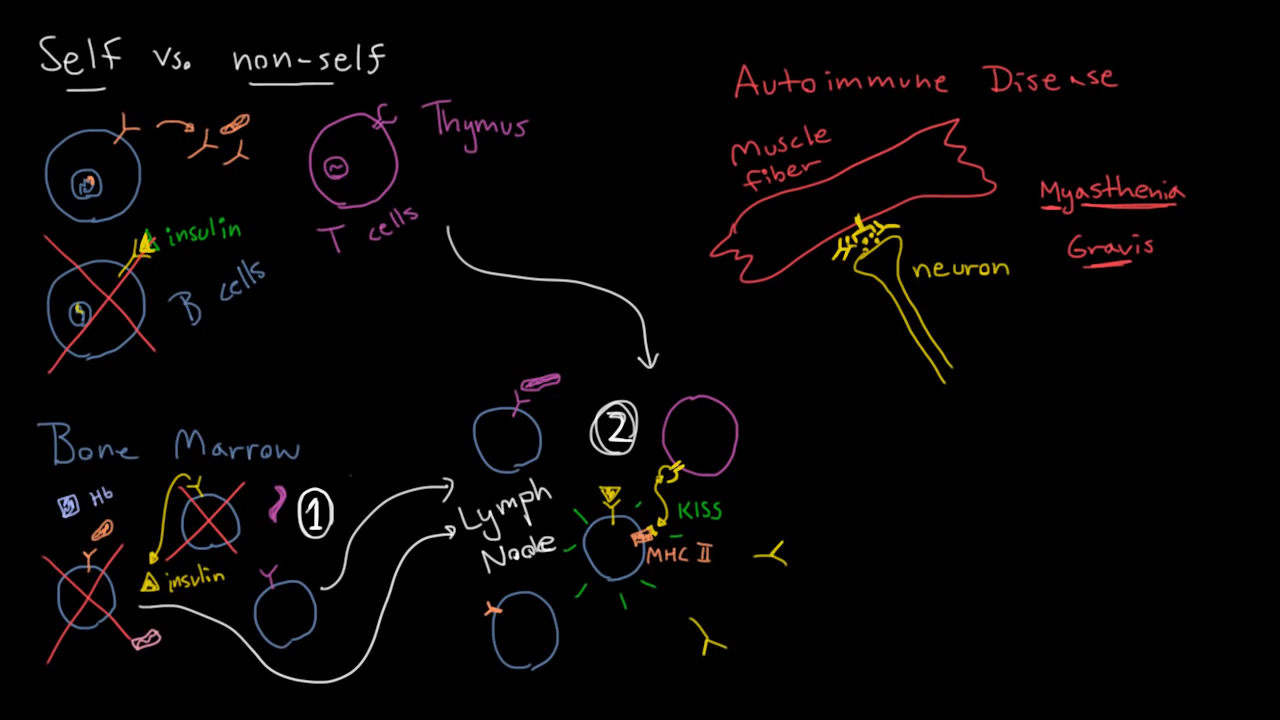 Self vs. non-self
Thymus
T cells
insulin
B cells
Autoimmune Disease
Muscle
fiber
Myasthenia
Gravis
neuron
Bone Marrow
Hb
insulin
1
2
Lymph
Node
KISS
MHC II